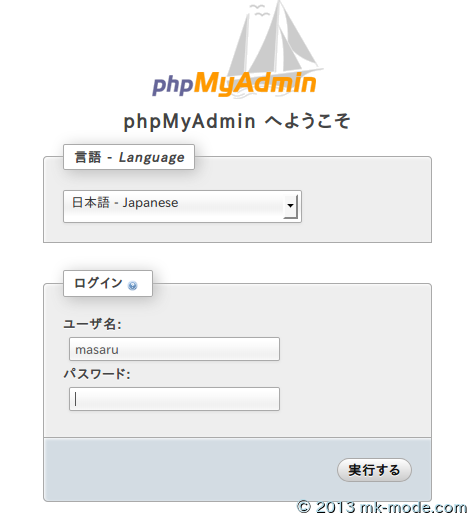 phpMyAdmin
phpMyAdmin へようこそ
言語 - Language
日本語 - Japanese
ログイン
ユーザ名:
masaru
パスワード:
実行する
© 2013 mk-mode.com